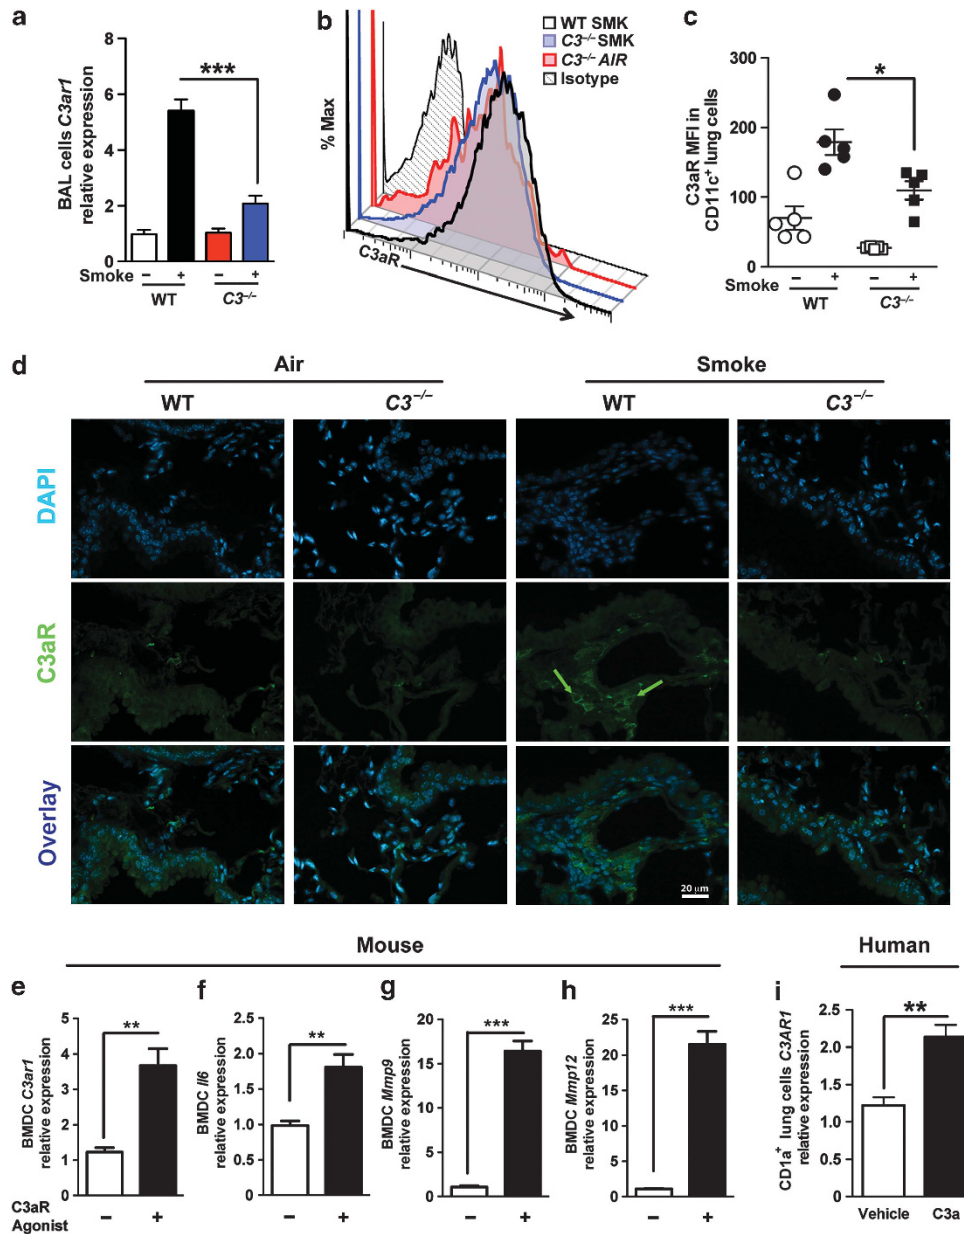 a
BAL cells C3ar1
relative expression
8
6
4
2
0
***
Smoke
– + – +
WT C3–/–
b
% Max
C3aR
WT SMK
C3–/– SMK
C3–/– AIR
Isotype
c
C3aR MFI in
CD11c+ lung cells
300
200
100
0
*
– + – +
Smoke
WT C3–/–
d
Air Smoke
WT C3–/– WT C3–/–
DAPI
C3aR
Overlay
20 μm
Mouse Human
e
BMDC C3ar1
relative expression
5
4
3
2
1
0
**
C3aR
Agonist
– +
f
BMDC Il6
relative expression
2.5
2.0
1.5
1.0
0.5
0.0
**
– +
g
BMDC Mmp9
relative expression
20
15
10
5
0
***
– +
h
BMDC Mmp12
relative expression
25
20
15
10
5
0
***
– +
i
CD1a+ lung cells C3AR1
relative expression
2.5
2.0
1.5
1.0
0.5
0.0
**
Vehicle C3a